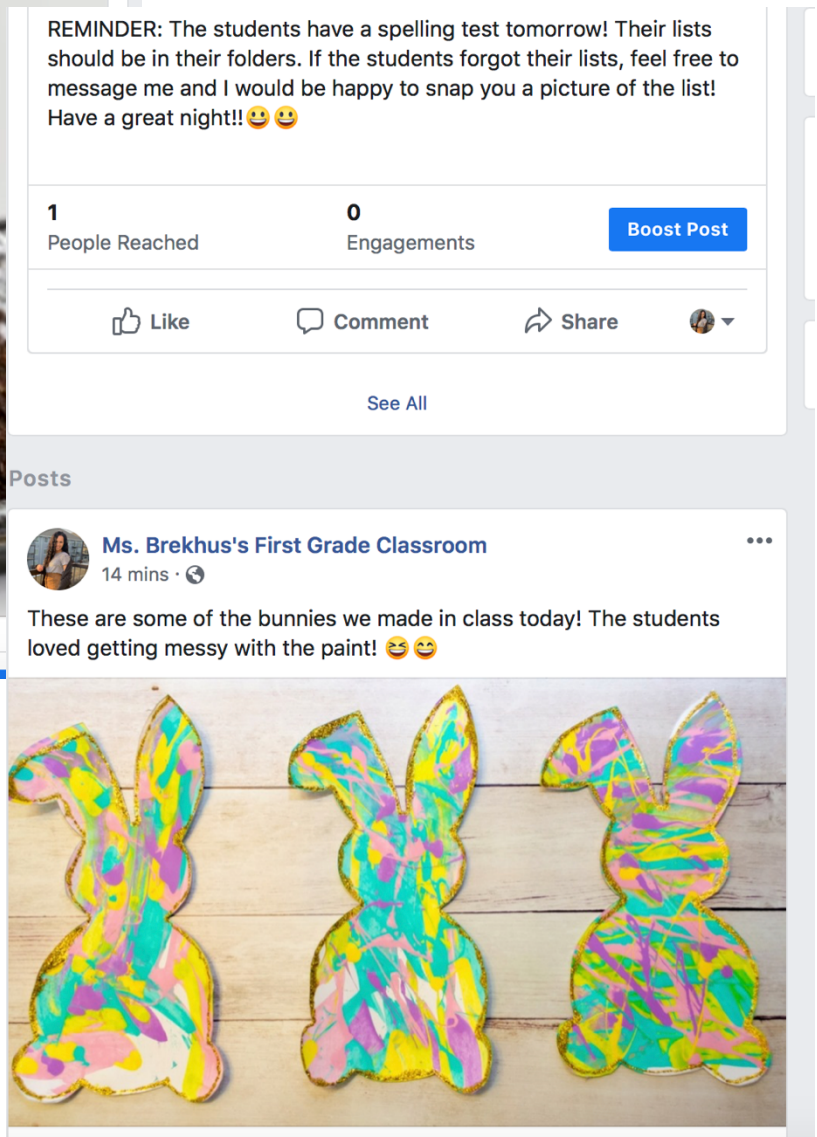 REMINDER: The students have a spelling test tomorrow! Their lists
should be in their folders. If the students forgot their lists, feel free to
message me and I would be happy to snap you a picture of the list!
Have a great night!!😃😃
1
People Reached
0
Engagements
Boost Post
Like
Comment
Share
See All
Posts
Ms. Brekhus's First Grade Classroom
14 mins ·
These are some of the bunnies we made in class today! The students
loved getting messy with the paint! 😆😄